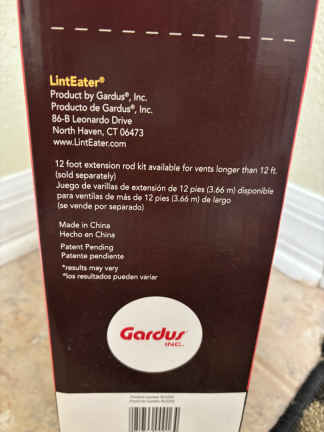 LintEater®
Product by Gardus®, Inc.
Producto de Gardus®, Inc.
86-B Leonardo Drive
North Haven, CT 06473
www.LintEater.com
12 foot extension rod kit available for vents longer than 12 ft.
(sold separately)
Juego de varillas de extensión de 12 pies (3.66 m) disponible
para ventilas de más de 12 pies (3.66 m) de largo
(se vende por separado)
Made in China
Hecho en China
Patent Pending
Patente pendiente
*results may vary
*los resultados pueden variar
Gardus®
INC.